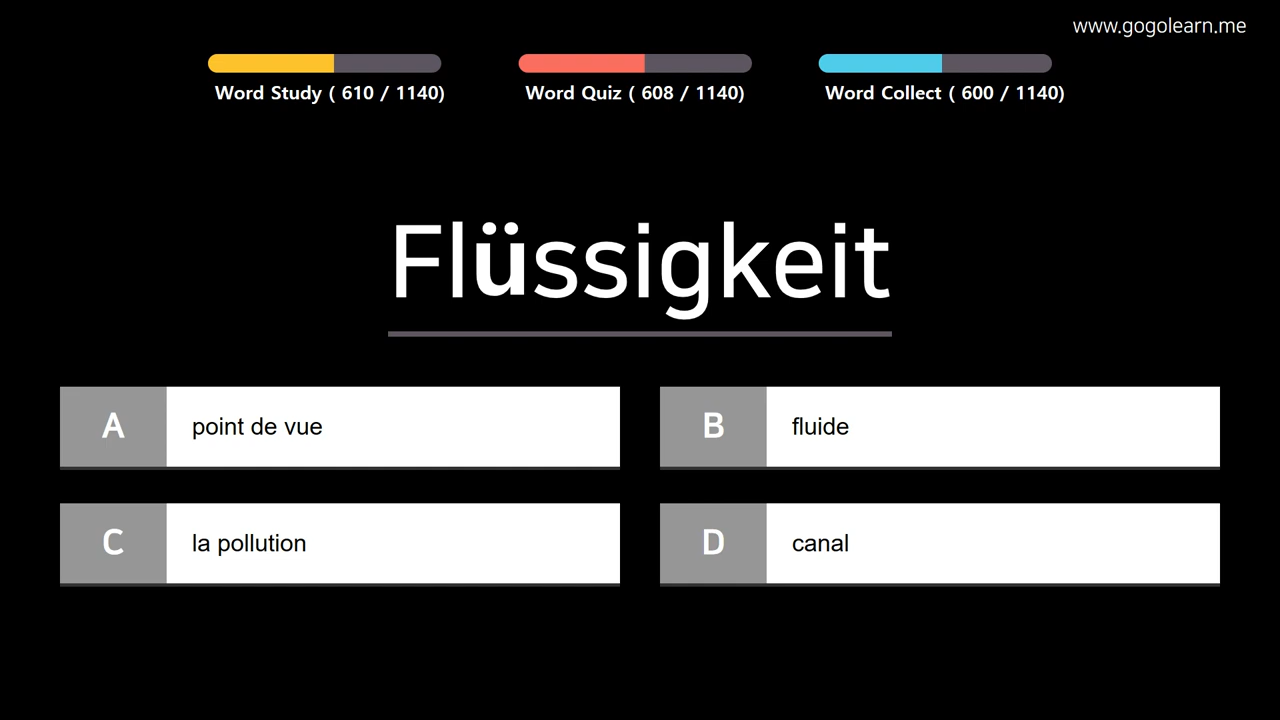 www.gogolearn.me
Word Study ( 610 / 1140)
Word Quiz ( 608 / 1140)
Word Collect ( 600 / 1140)
Flüssigkeit
A point de vue
B fluide
C la pollution
D canal